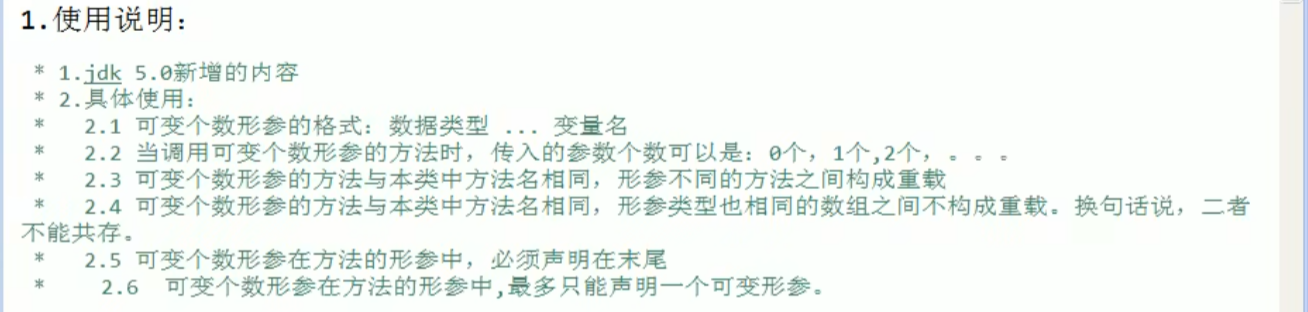 1.使用说明：
* 1.jdk 5.0新增的内容
* 2.具体使用：
*   2.1 可变个数形参的格式：数据类型 ... 变量名
*   2.2 当调用可变个数形参的方法时，传入的参数个数可以是：0个，1个,2个，。。。
*   2.3 可变个数形参的方法与本类中方法名相同，形参不同的方法之间构成重载
*   2.4 可变个数形参的方法与本类中方法名相同，形参类型也相同的数组之间不构成重载。换句话说，二者
不能共存。
*   2.5 可变个数形参在方法的形参中，必须声明在末尾
*    2.6  可变个数形参在方法的形参中,最多只能声明一个可变形参。